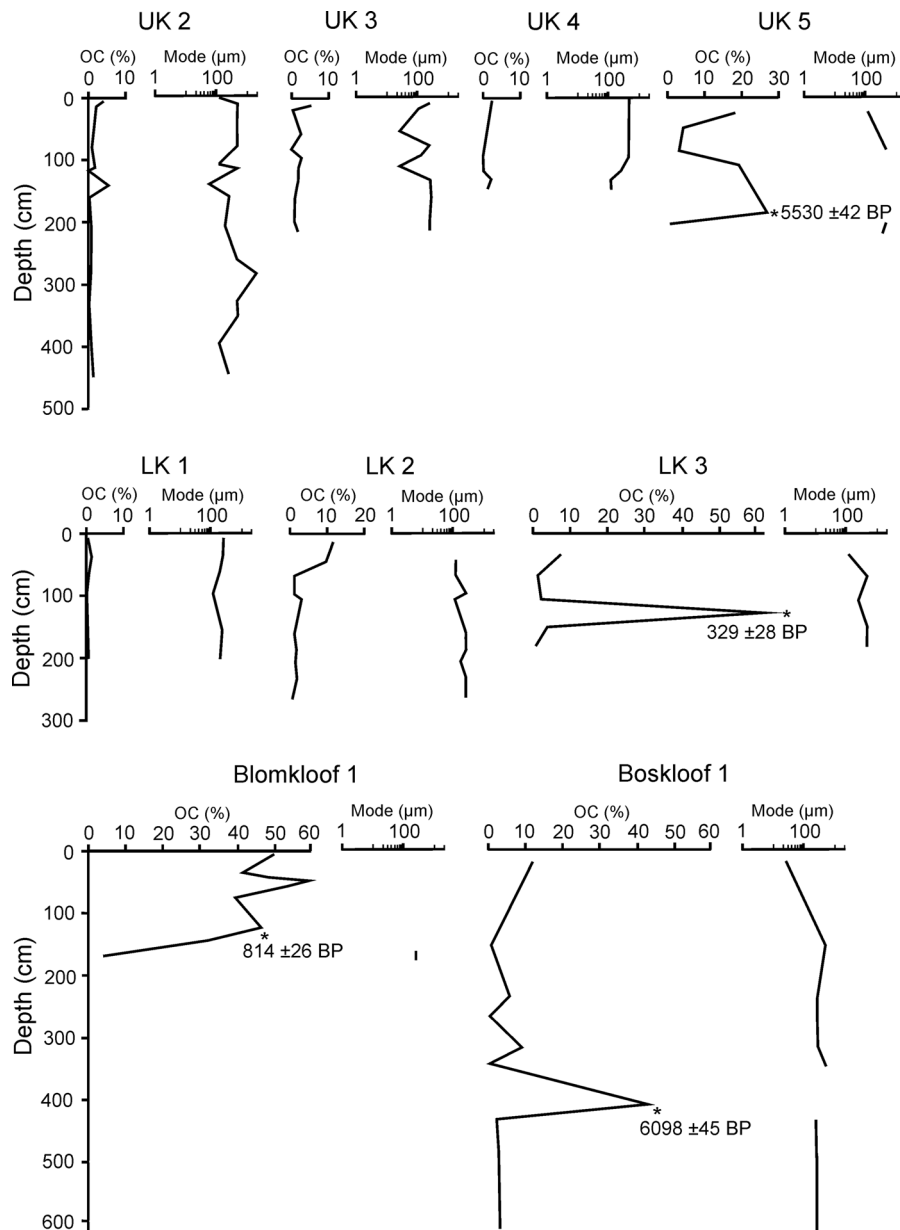 UK 2 UK 3 UK 4 UK 5
OC (%) Mode (µm) OC (%) Mode (µm) OC (%) Mode (µm) OC (%) Mode (µm)
0 10 1 100 0 10 1 100 0 10 1 100 0 10 20 30 1 100
0
100
200
300
400
500
Depth (cm)
*5530 ±42 BP
LK 1 LK 2 LK 3
OC (%) Mode (µm) OC (%) Mode (µm) OC (%) Mode (µm)
0 10 1 100 0 10 20 1 100 0 10 20 30 40 50 60 1 100
0
100
200
300
Depth (cm)
*
329 ±28 BP
Blomkloof 1 Boskloof 1
OC (%) Mode (µm) OC (%) Mode (µm)
0 10 20 30 40 50 60 1 100 0 10 20 30 40 50 60 1 100
0
100
200
300
400
500
600
Depth (cm)
*
814 ±26 BP
*
6098 ±45 BP